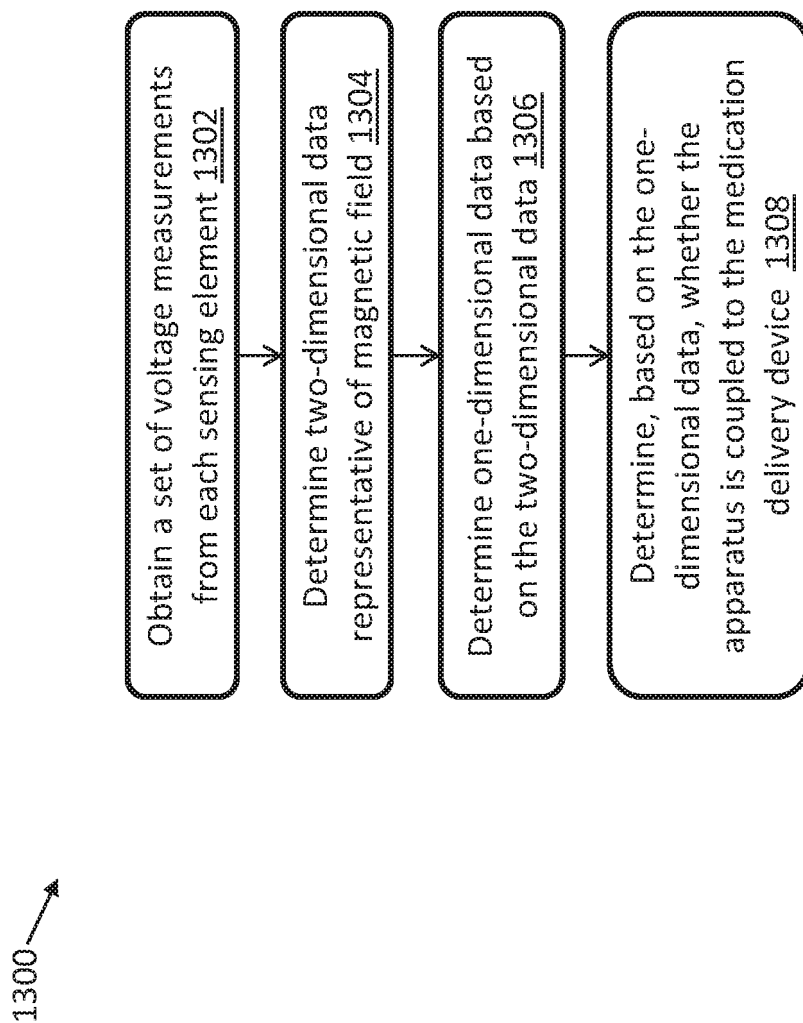 1300
Obtain a set of voltage measurements
from each sensing element 1302
Determine two-dimensional data
representative of magnetic field 1304
Determine one-dimensional data based
on the two-dimensional data 1306
Determine, based on the one-
dimensional data, whether the
apparatus is coupled to the medication
delivery device 1308